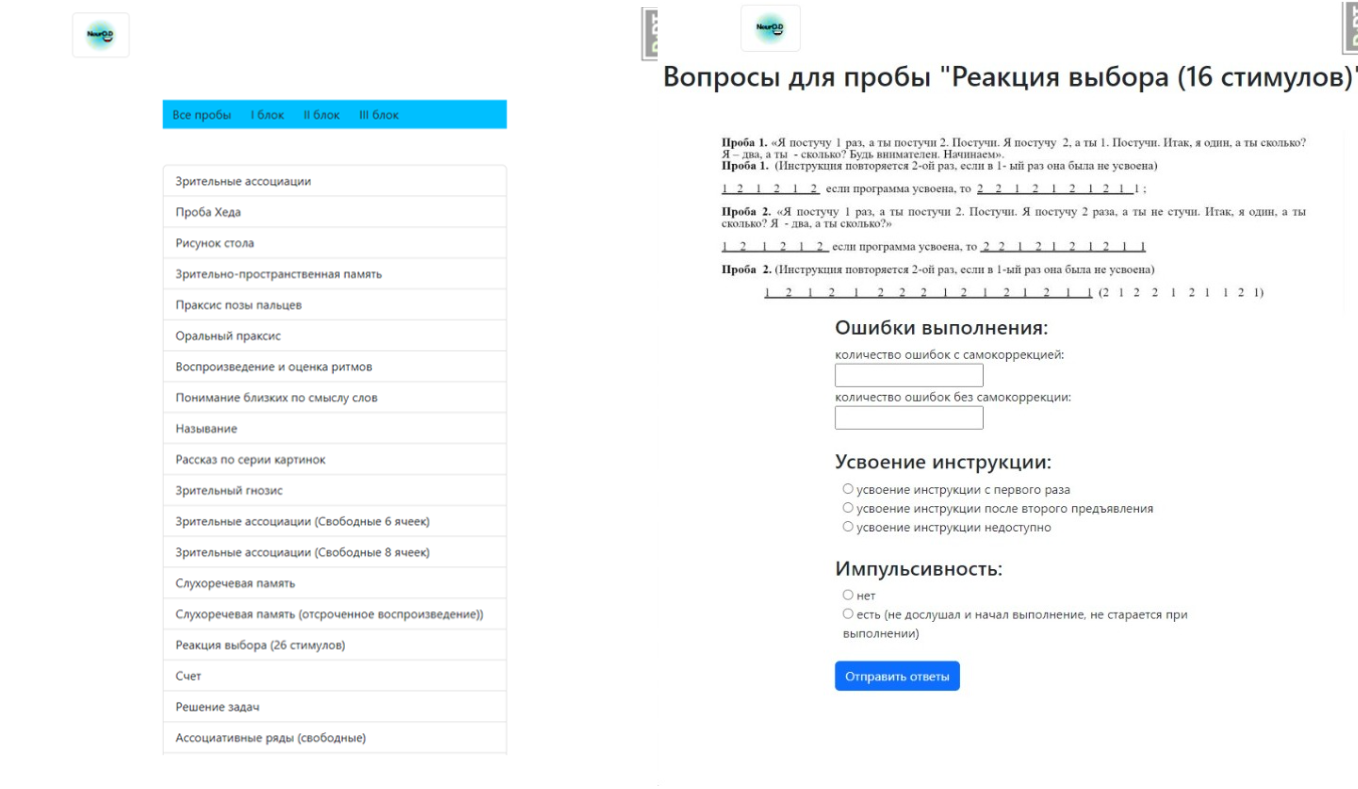 NeurO-D
Все пробы I блок II блок III блок
Зрительные ассоциации
Проба Хеда
Рисунок стола
Зрительно-пространственная память
Праксис позы пальцев
Оральный праксис
Воспроизведение и оценка ритмов
Понимание близких по смыслу слов
Называние
Рассказ по серии картинок
Зрительный гнозис
Зрительные ассоциации (Свободные 6 ячеек)
Зрительные ассоциации (Свободные 8 ячеек)
Слухоречевая память
Слухоречевая память (отсроченное воспроизведение))
Реакция выбора (26 стимулов)
Счет
Решение задач
Ассоциативные ряды (свободные)
NeurO-D
Вопросы для пробы "Реакция выбора (16 стимулов)"
Проба 1. «Я постучу 1 раз, а ты постучи 2. Постучи. Я постучу 2, а ты 1. Постучи. Итак, я один, а ты сколько?
Я – два, а ты - сколько? Будь внимателен. Начинаем».
Проба 1. (Инструкция повторяется 2-ой раз, если в 1- ый раз она была не усвоена)
1 2 1 2 1 2 если программа усвоена, то 2 2 1 2 1 2 1 2 1 1 ;
Проба 2. «Я постучу 1 раз, а ты постучи 2. Постучи. Я постучу 2 раза, а ты не стучи. Итак, я один, а ты
сколько? Я - два, а ты сколько?»
1 2 1 2 1 2 если программа усвоена, то 2 2 1 2 1 2 1 2 1 1
Проба 2. (Инструкция повторяется 2-ой раз, если в 1-ый раз она была не усвоена)
1 2 1 2 1 2 2 2 1 2 1 2 1 2 1 1 (2 1 2 2 1 2 1 1 2 1)
Ошибки выполнения:
количество ошибок с самокоррекцией:
количество ошибок без самокоррекции:
Усвоение инструкции:
усвоение инструкции с первого раза
усвоение инструкции после второго предъявления
усвоение инструкции недоступно
Импульсивность:
нет
есть (не дослушал и начал выполнение, не старается при
выполнении)
Отправить ответы